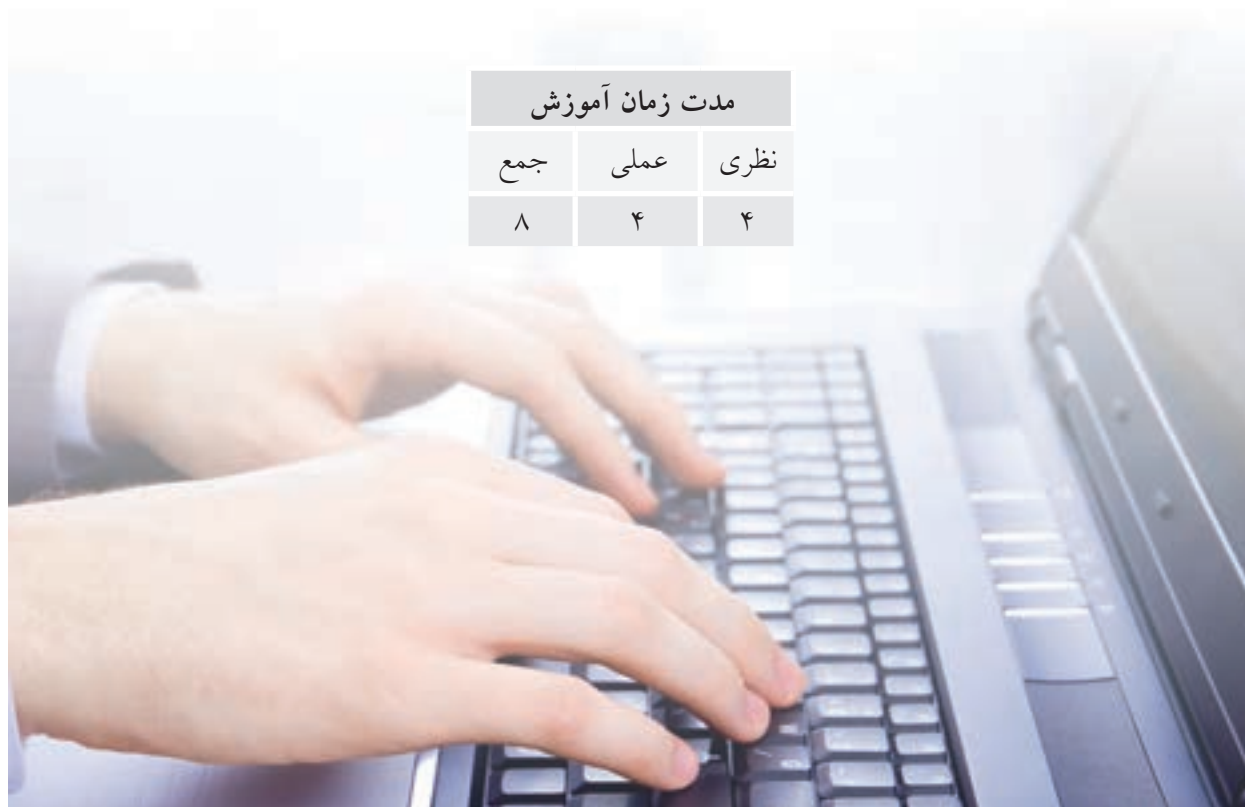 مدت زمان آموزش
نظری عملی جمع
۴ ۴ ۸